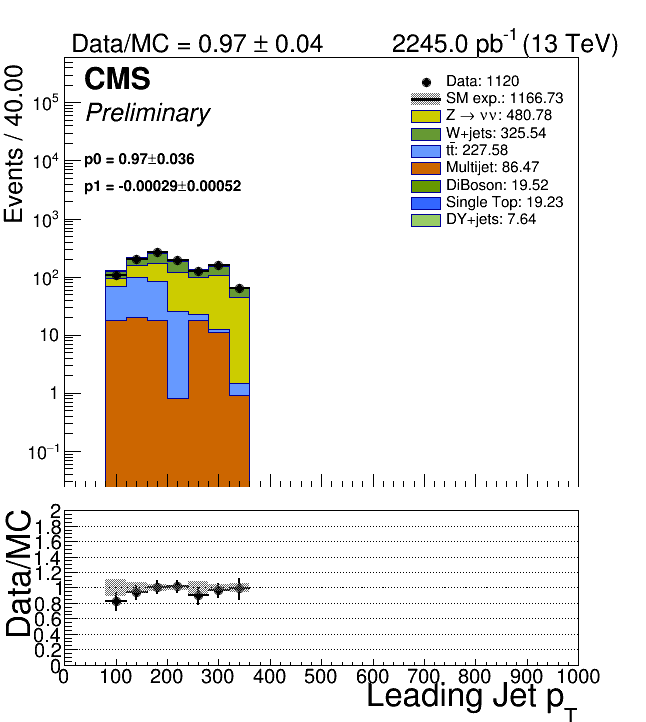 Data/MC = 0.97 ± 0.04 2245.0 pb⁻¹ (13 TeV)
CMS
Preliminary
p0 = 0.97±0.036
p1 = -0.00029±0.00052
Data: 1120
SM exp.: 1166.73
Z → νν: 480.78
W+jets: 325.54
tt̄: 227.58
Multijet: 86.47
DiBoson: 19.52
Single Top: 19.23
DY+jets: 7.64
Events / 40.00
10⁵
10⁴
10³
10²
10
1
10⁻¹
Data/MC
2
1.8
1.6
1.4
1.2
1
0.8
0.6
0.4
0.2
0
0 100 200 300 400 500 600 700 800 900 1000
Leading Jet p_T